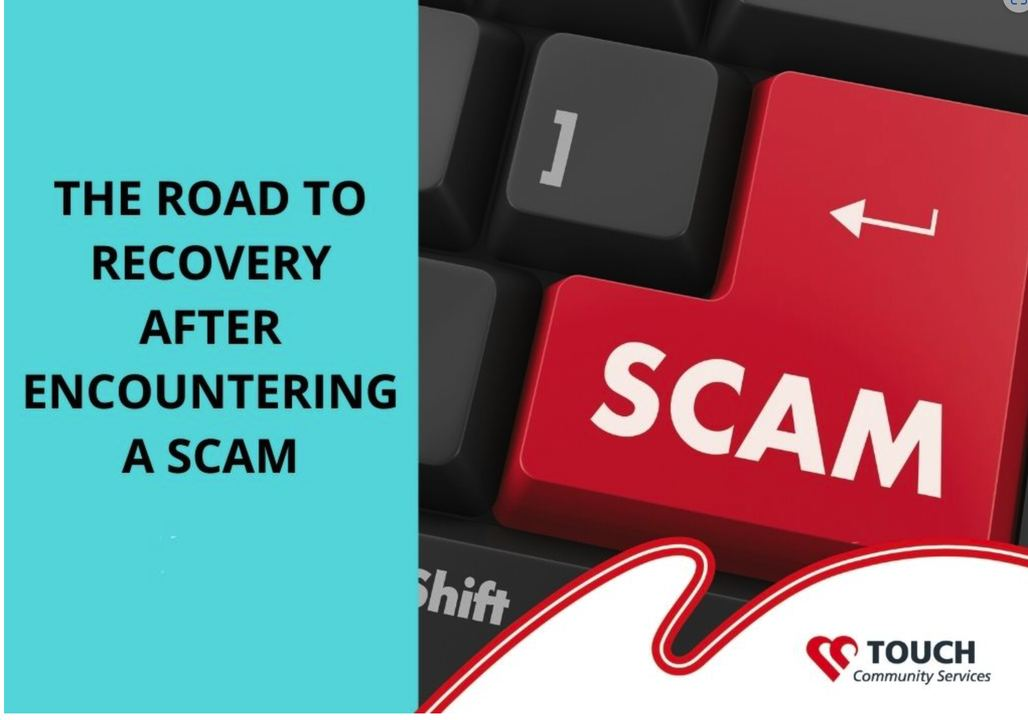 THE ROAD TO
RECOVERY
AFTER
ENCOUNTERING
A SCAM
]
SCAM
Shift
TOUCH
Community Services